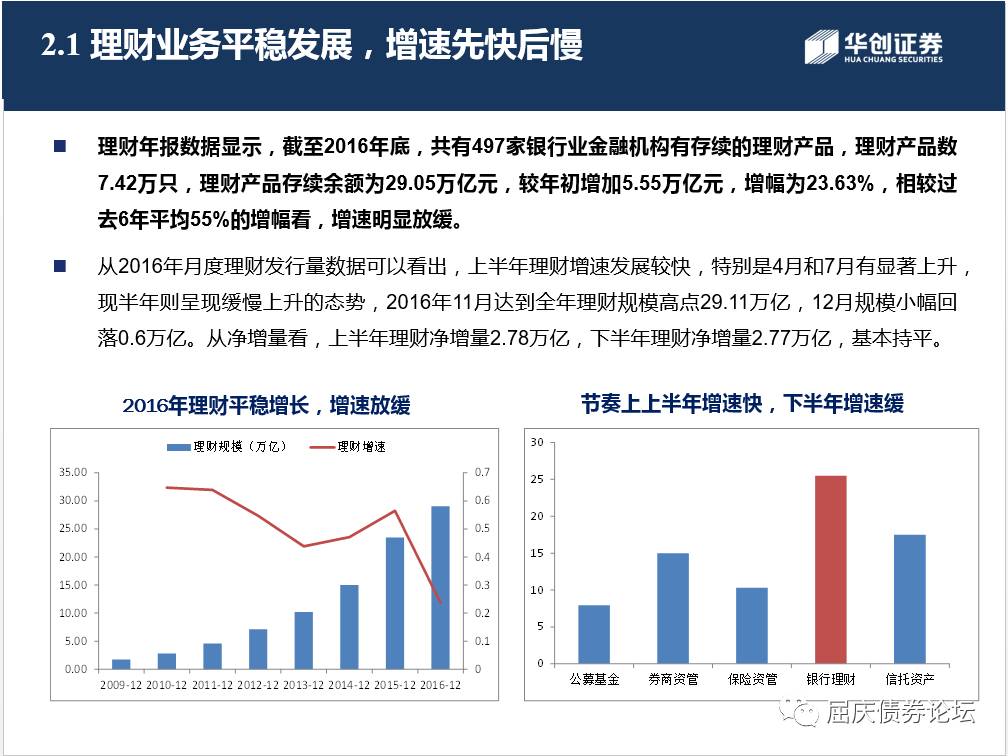 2.1 理财业务平稳发展，增速先快后慢
华创证券
HUA CHUANG SECURITIES
理财年报数据显示，截至2016年底，共有497家银行业金融机构有存续的理财产品，理财产品数
7.42万只，理财产品存续余额为29.05万亿元，较年初增加5.55万亿元，增幅为23.63%，相较过
去6年平均55%的增幅看，增速明显放缓。
从2016年月度理财发行量数据可以看出，上半年理财增速发展较快，特别是4月和7月有显著上升，
现半年则呈现缓慢上升的态势，2016年11月达到全年理财规模高点29.11万亿，12月规模小幅回
落0.6万亿。从净增量看，上半年理财净增量2.78万亿，下半年理财净增量2.77万亿，基本持平。
2016年理财平稳增长，增速放缓
理财规模（万亿） 理财增速
35.00
30.00
25.00
20.00
15.00
10.00
5.00
0.00
0.7
0.6
0.5
0.4
0.3
0.2
0.1
0
2009-12 2010-12 2011-12 2012-12 2013-12 2014-12 2015-12 2016-12
节奏上上半年增速快，下半年增速缓
30
25
20
15
10
5
0
公募基金 券商资管 保险资管 银行理财 信托资产
屈庆债券论坛